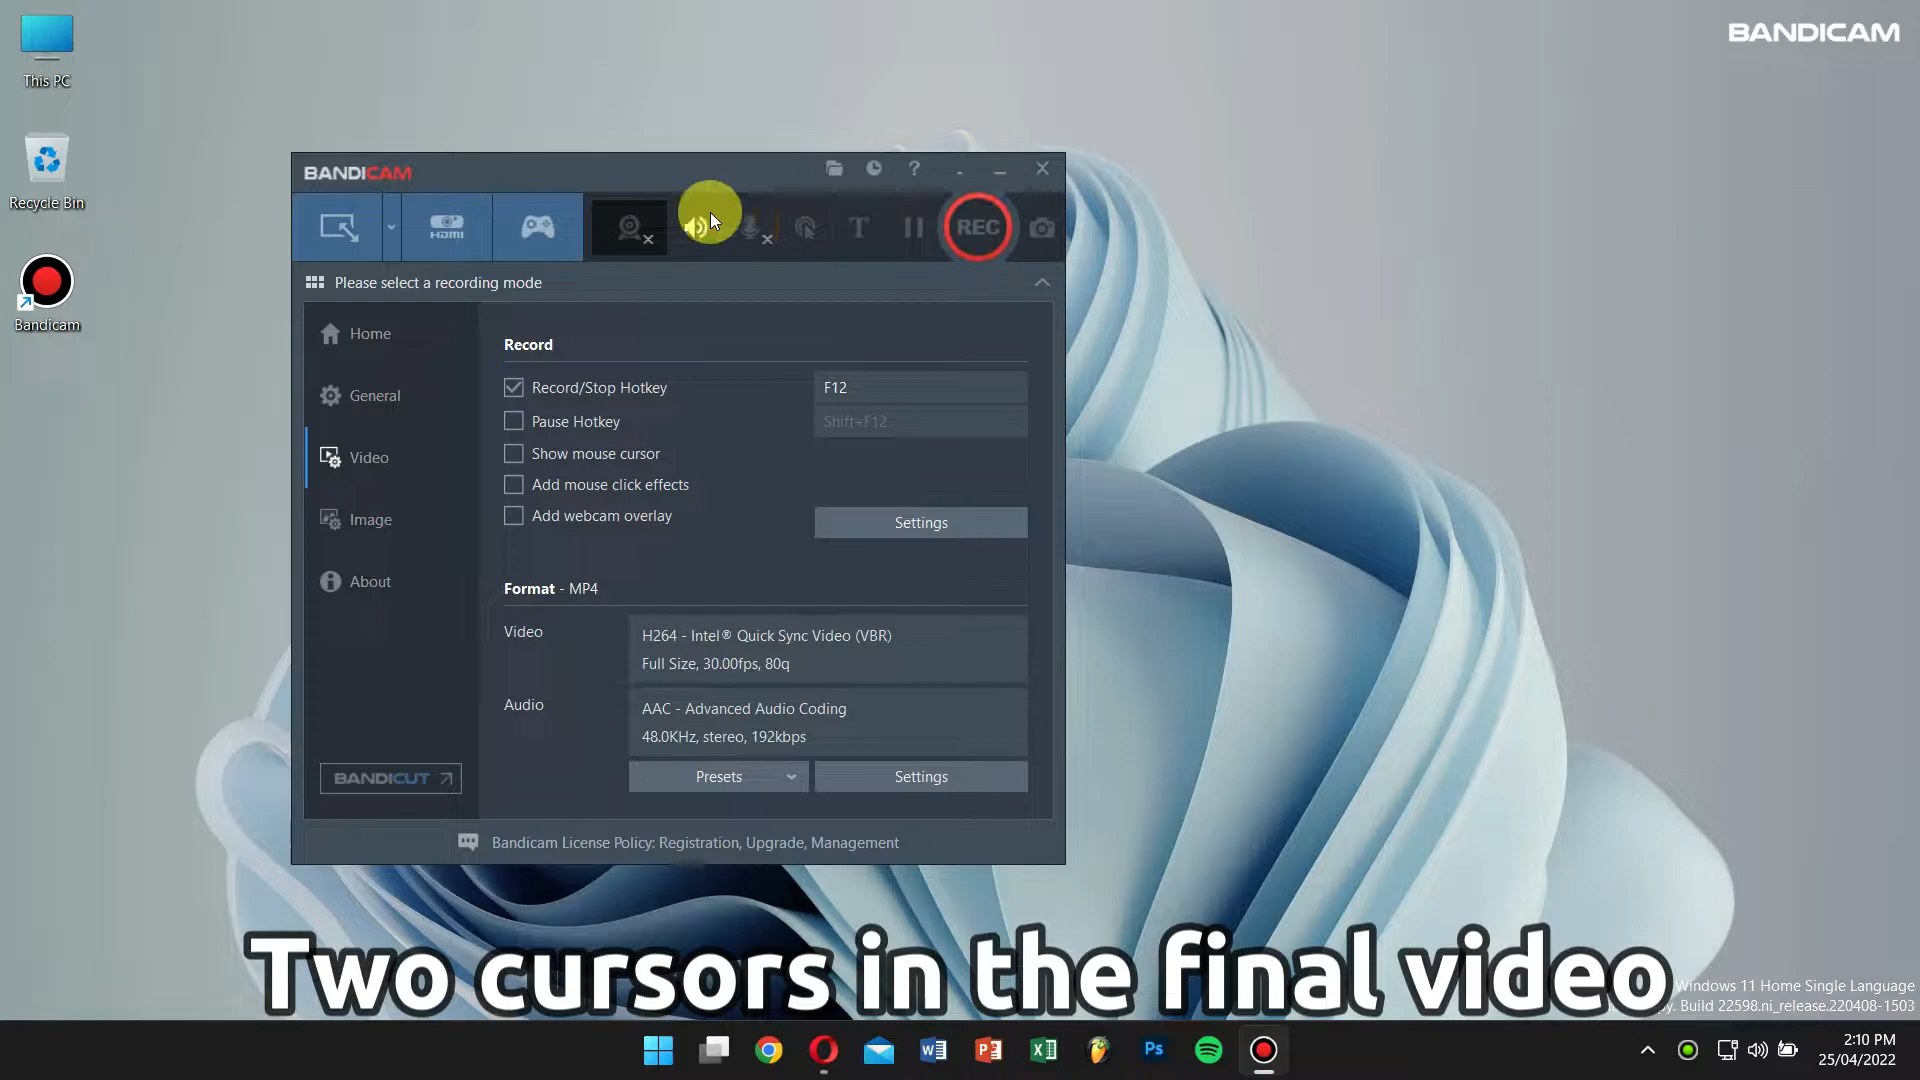 This PC
Recycle Bin
Bandicam
BANDICAM
BANDICAM
?
HDMI
T
REC
Please select a recording mode
Home
General
Video
Image
About
BANDICUT
Record
Record/Stop Hotkey
F12
Pause Hotkey
Shift+F12
Show mouse cursor
Add mouse click effects
Add webcam overlay
Settings
Format - MP4
Video
H264 - Intel® Quick Sync Video (VBR)
Full Size, 30.00fps, 80q
Audio
AAC - Advanced Audio Coding
48.0KHz, stereo, 192kbps
Presets
Settings
Bandicam License Policy: Registration, Upgrade, Management
Two cursors in the final video
Windows 11 Home Single Language
py. Build 22598.ni_release.220408-1503
W
P
X
Ps
2:10 PM
25/04/2022